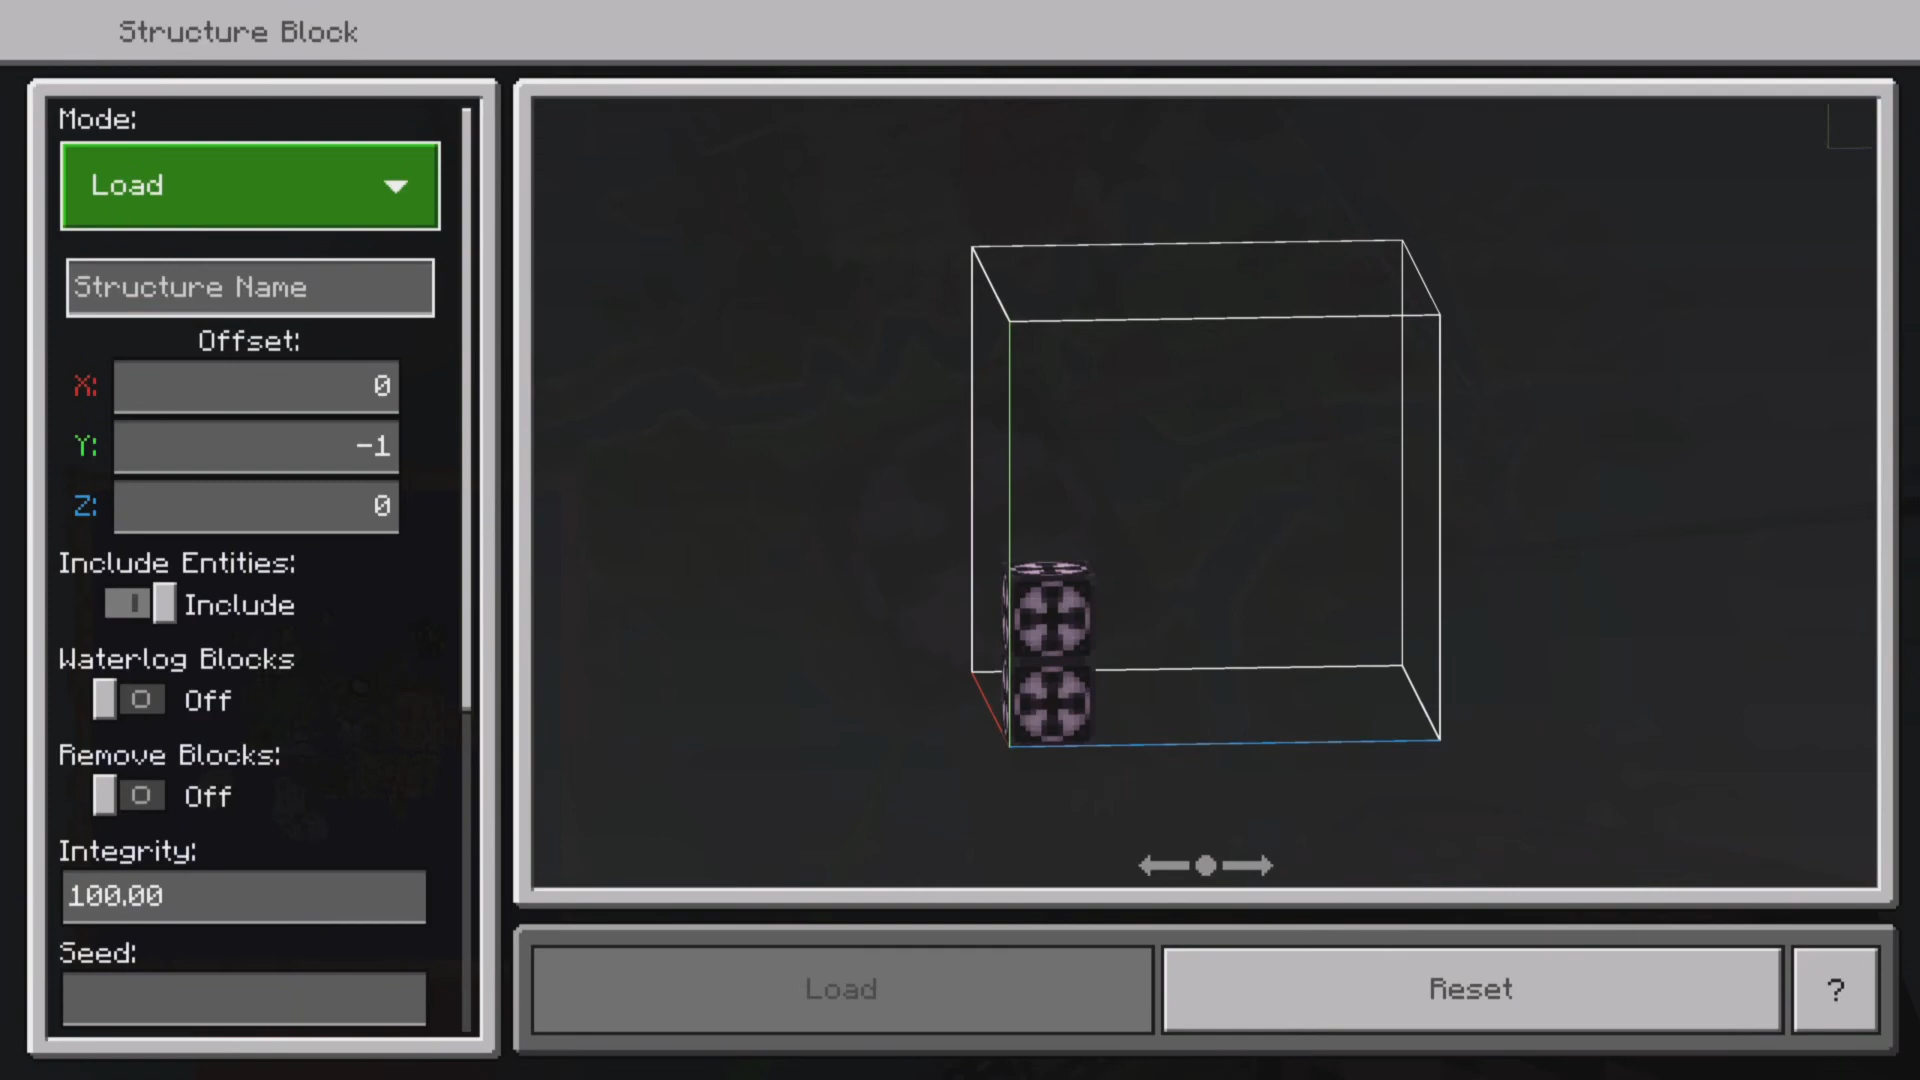 Structure Block
Mode:
Load
Structure Name
Offset:
X: 0
Y: -1
Z: 0
Include Entities:
Include
Waterlog Blocks
Off
Remove Blocks:
Off
Integrity:
100.00
Seed:
Load
Reset
?